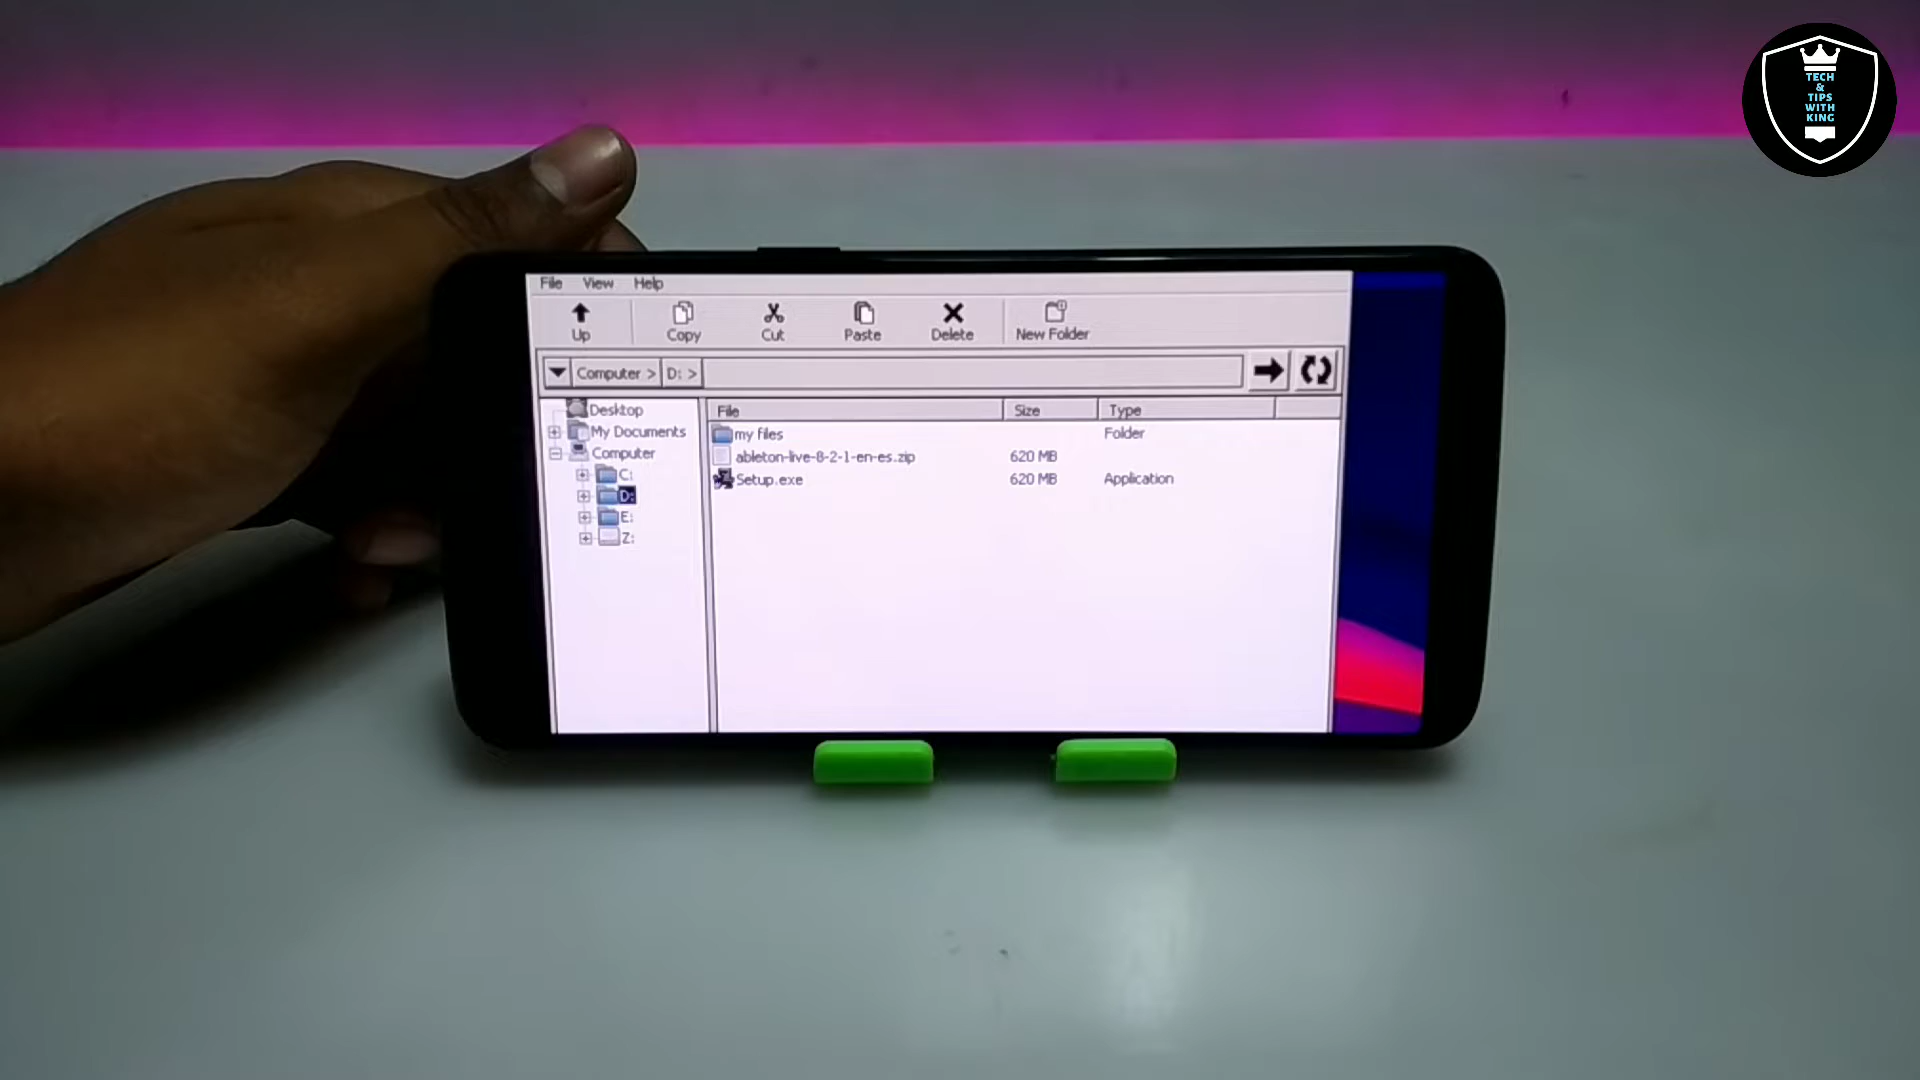 TECH
&
TIPS
WITH
KING
File View Help
Up Copy Cut Paste Delete New Folder
Computer > D: >
Desktop
My Documents
Computer
C:
D:
E:
Z:
File Size Type
my files Folder
ableton-live-8-2-1-en-es.zip 620 MB
Setup.exe 620 MB Application